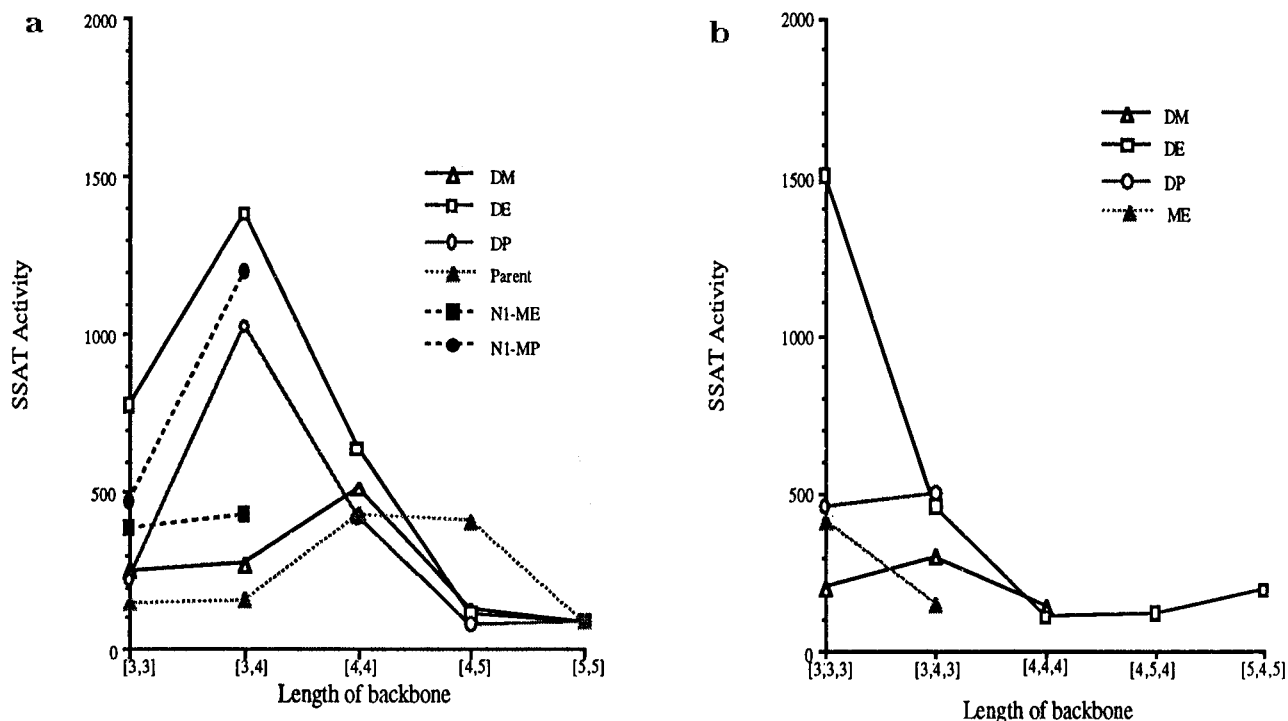 a
2000
1500
1000
500
0
SSAT Activity
DM
DE
DP
Parent
N1-ME
N1-MP
[3,3]
[3,4]
[4,4]
[4,5]
[5,5]
Length of backbone
b
2000
1500
1000
500
0
SSAT Activity
DM
DE
DP
ME
[3,3,3]
[3,4,3]
[4,4,4]
[4,5,4]
[5,4,5]
Length of backbone